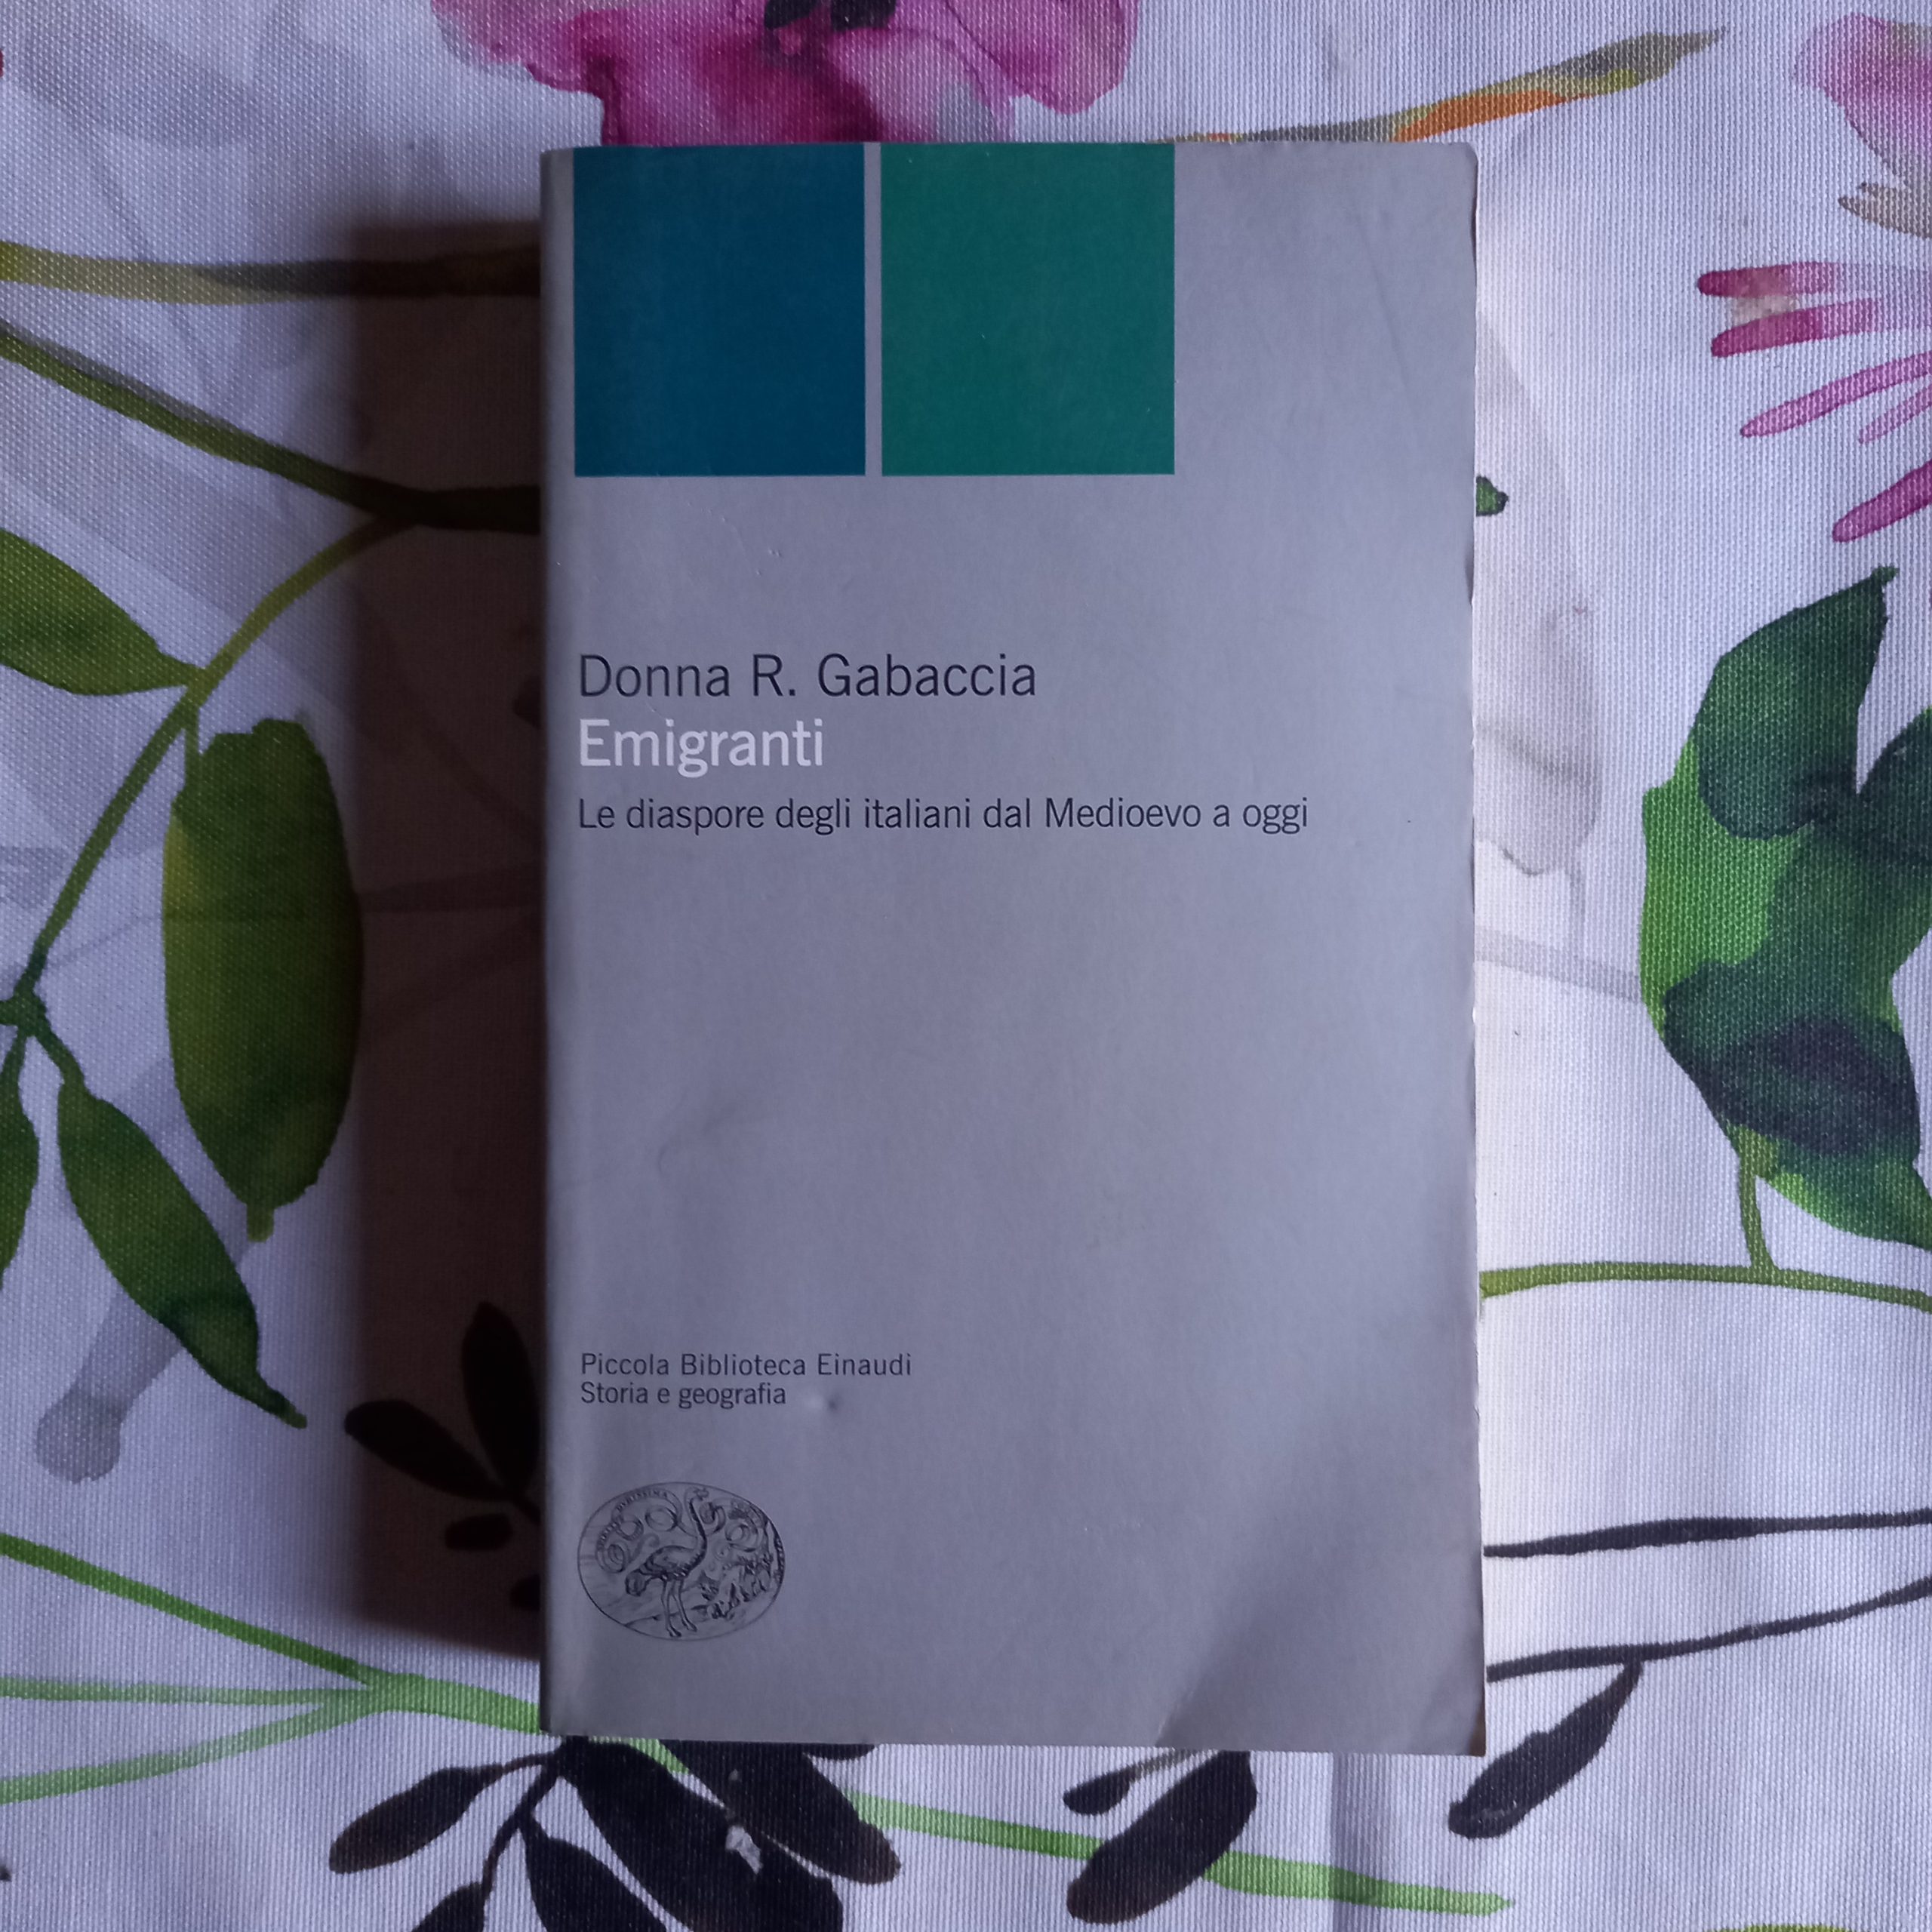 Donna R. Gabaccia
Emigranti
Le diaspore degli italiani dal Medioevo a oggi
Piccola Biblioteca Einaudi
Storia e geografia